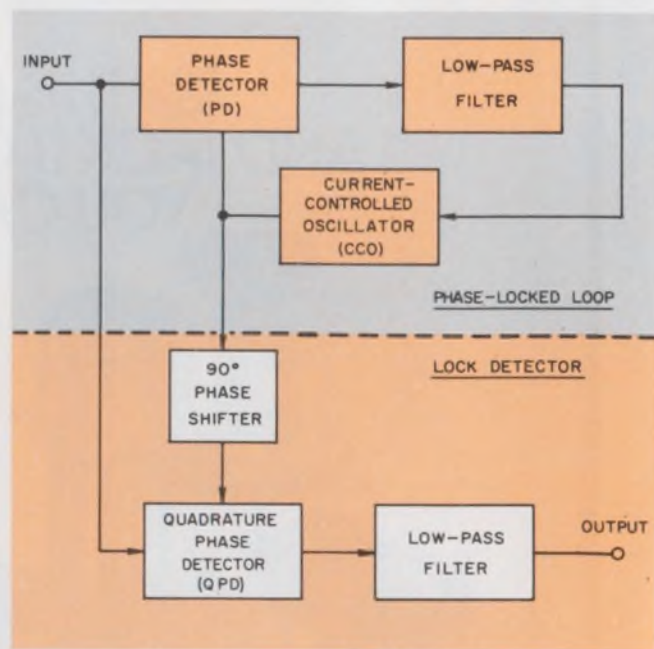 INPUT
PHASE
DETECTOR
(PD)
LOW-PASS
FILTER
CURRENT-
CONTROLLED
OSCILLATOR
(CCO)
PHASE-LOCKED LOOP
LOCK DETECTOR
90°
PHASE
SHIFTER
QUADRATURE
PHASE
DETECTOR
(QPD)
LOW-PASS
FILTER
OUTPUT